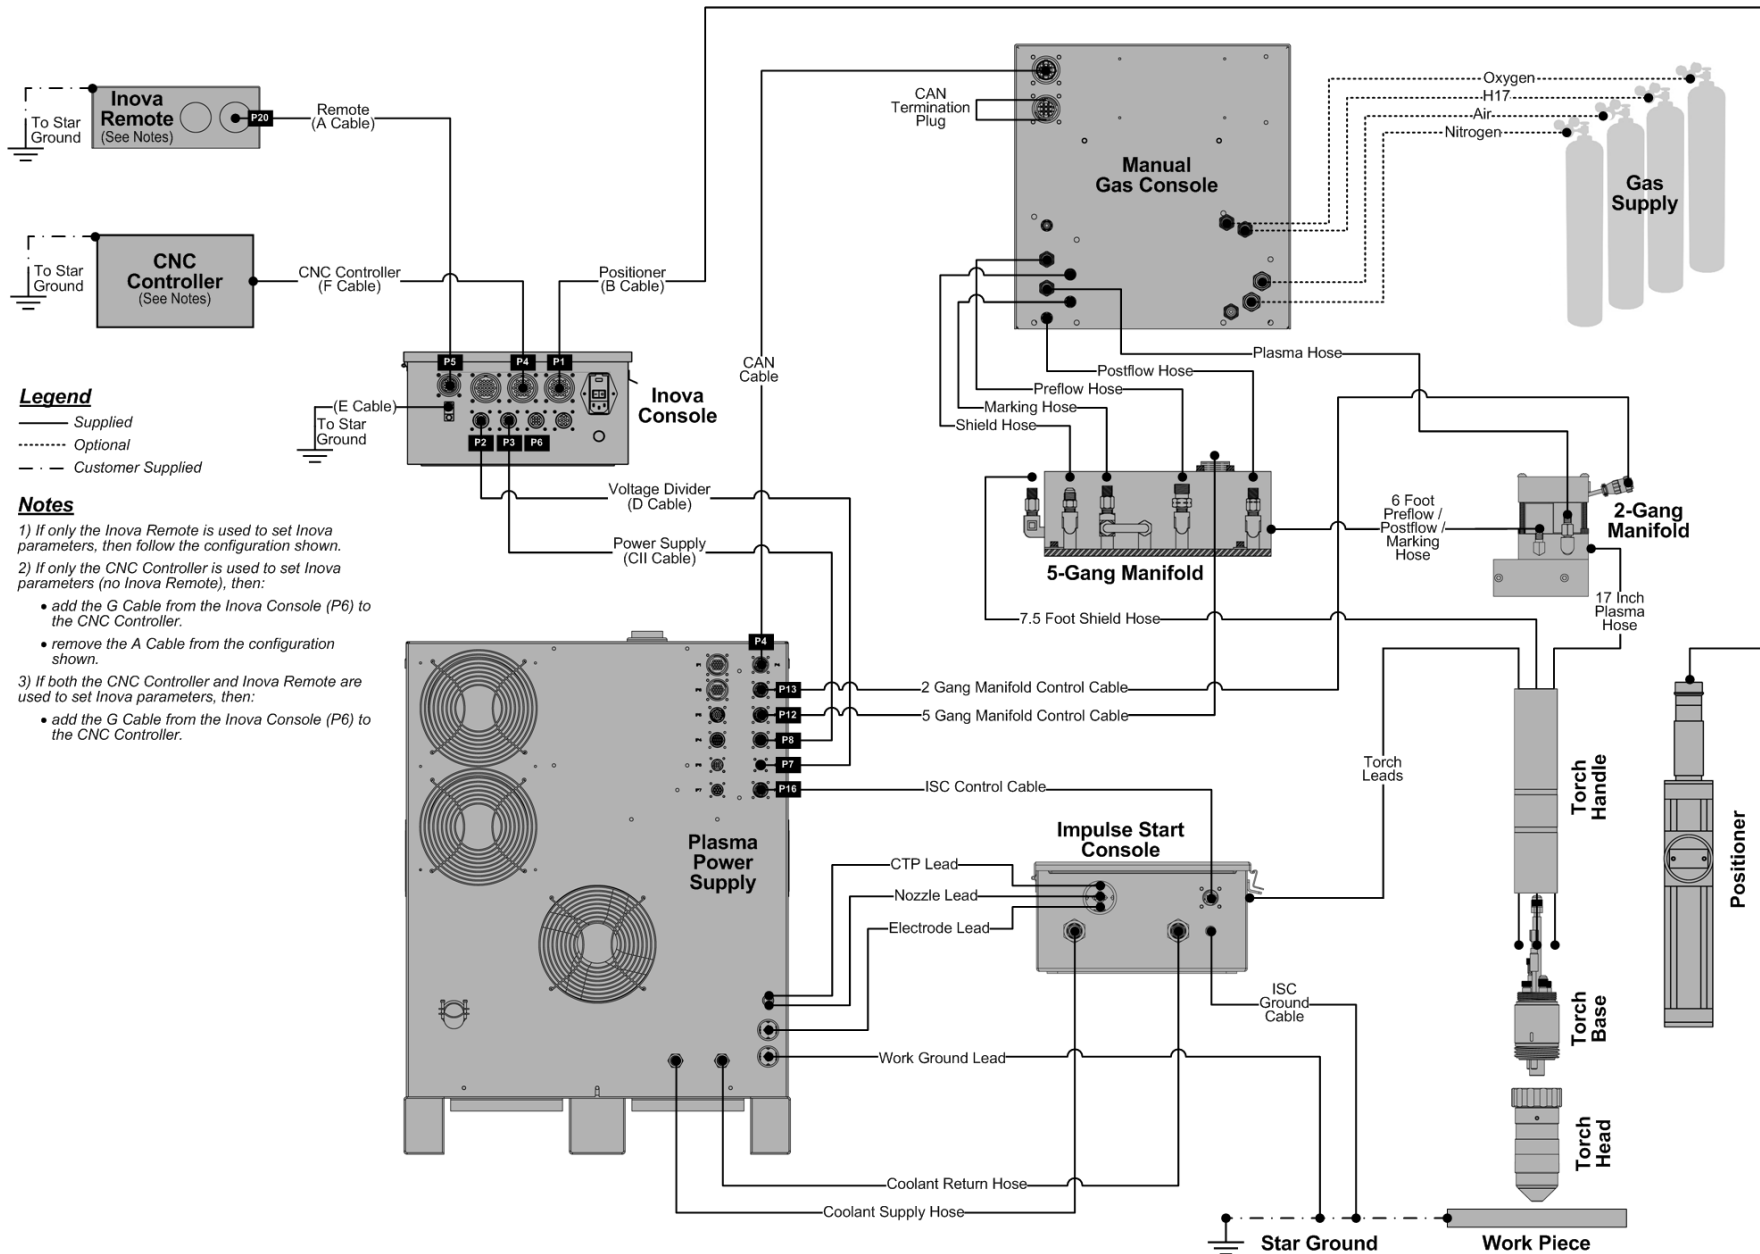 Inova
Remote
(See Notes)
P20
To Star
Ground
Remote
(A Cable)
CNC
Controller
(See Notes)
To Star
Ground
CNC Controller
(F Cable)
Positioner
(B Cable)
CAN
Termination
Plug
Manual
Gas Console
Oxygen
H17
Air
Nitrogen
Gas
Supply
P5
P4
P1
P2
P3
P6
Inova
Console
(E Cable)
To Star
Ground
CAN
Cable
Plasma Hose
Postflow Hose
Preflow Hose
Marking Hose
Shield Hose
Legend
Supplied
Optional
Customer Supplied
Voltage Divider
(D Cable)
Power Supply
(CII Cable)
5-Gang Manifold
6 Foot
Preflow /
Postflow /
Marking
Hose
2-Gang
Manifold
17 Inch
Plasma
Hose
7.5 Foot Shield Hose
Notes
1) If only the Inova Remote is used to set Inova
parameters, then follow the configuration shown.
2) If only the CNC Controller is used to set Inova
parameters (no Inova Remote), then:
• add the G Cable from the Inova Console (P6) to
the CNC Controller.
• remove the A Cable from the configuration
shown.
3) If both the CNC Controller and Inova Remote are
used to set Inova parameters, then:
• add the G Cable from the Inova Console (P6) to
the CNC Controller.
P4
P13
P12
P8
P7
P16
2 Gang Manifold Control Cable
5 Gang Manifold Control Cable
ISC Control Cable
Plasma
Power
Supply
Impulse Start
Console
CTP Lead
Nozzle Lead
Electrode Lead
Torch
Leads
Torch
Handle
Positioner
ISC
Ground
Cable
Torch
Base
Work Ground Lead
Torch
Head
Coolant Return Hose
Coolant Supply Hose
Star Ground
Work Piece